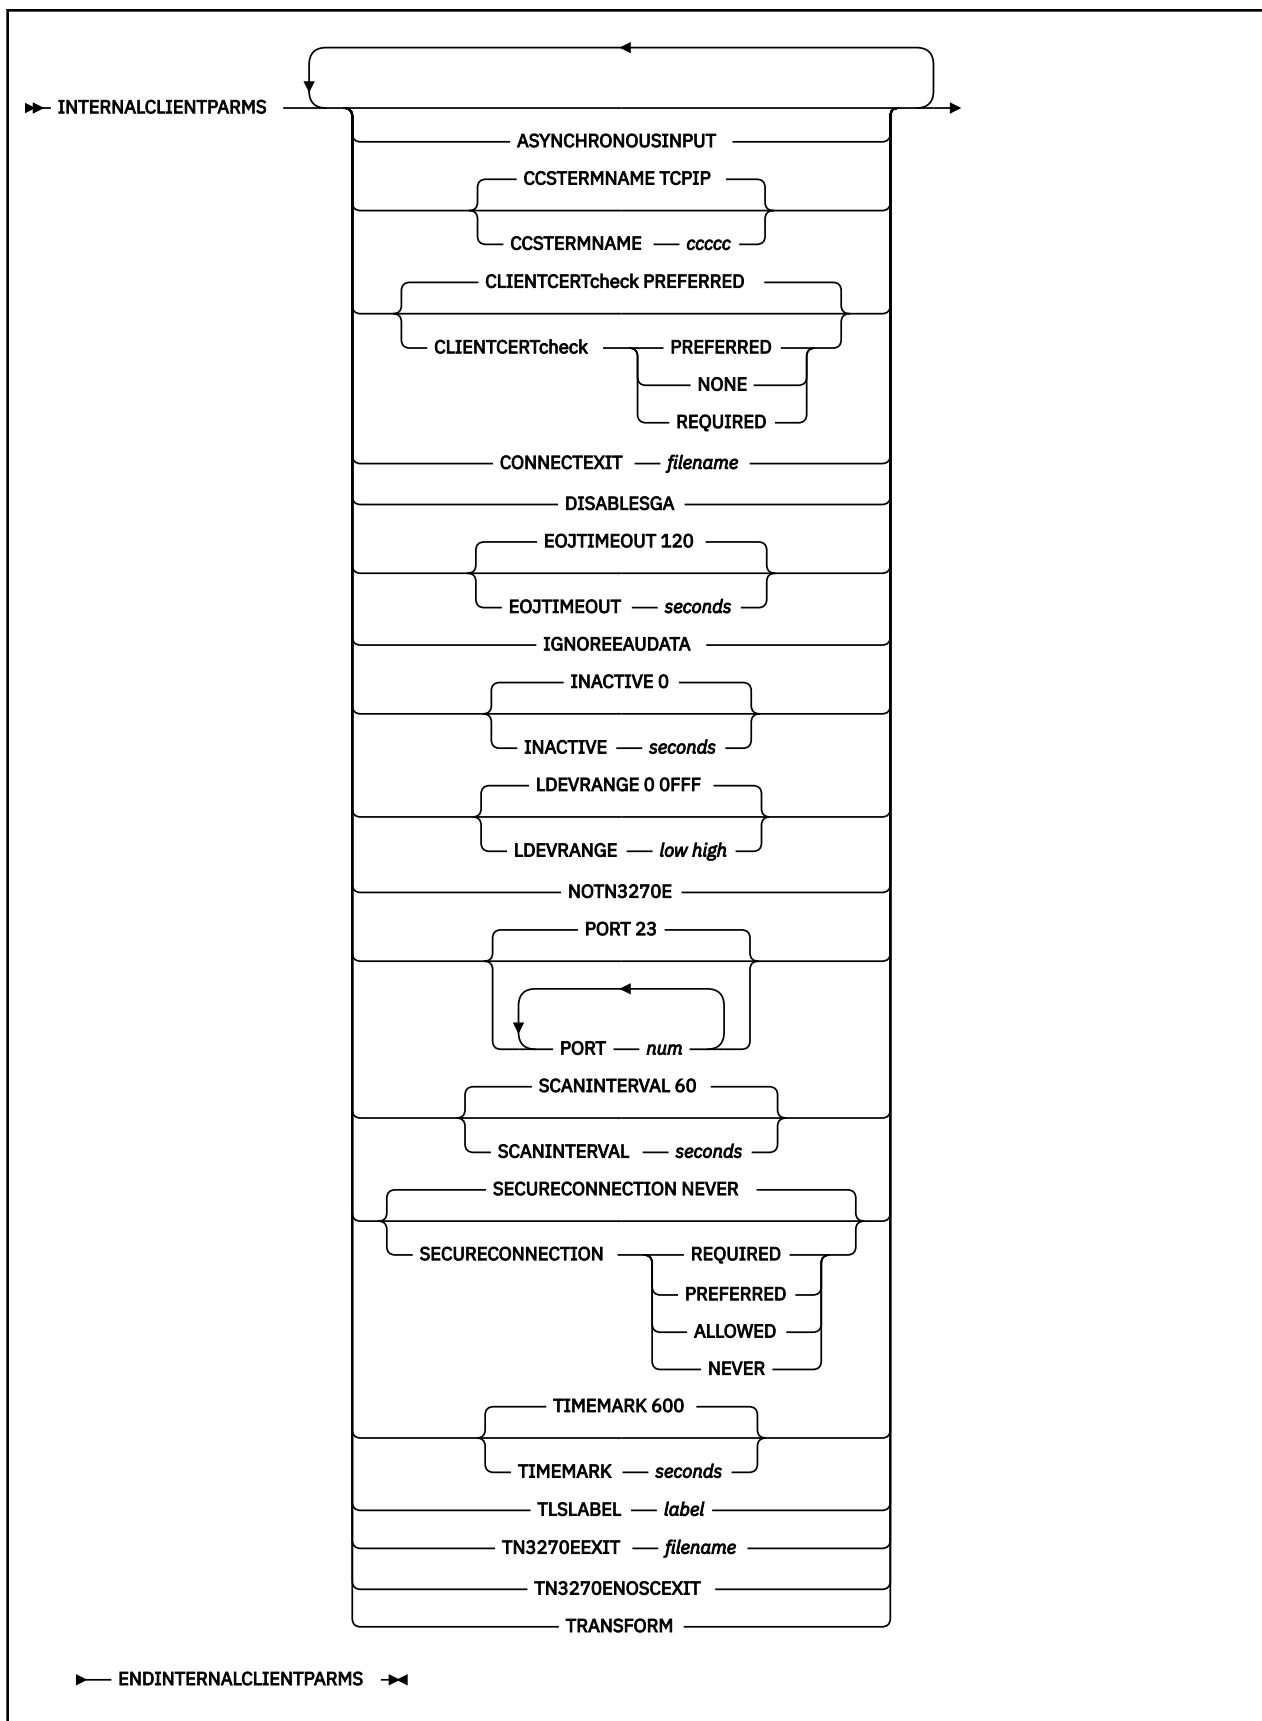 INTERNALCLIENTPARMS
ASYNCHRONOUSINPUT
CCSTERMNAME TCPIP
CCSTERMNAME ccccc
CLIENTCERTcheck PREFERRED
CLIENTCERTcheck PREFERRED
NONE
REQUIRED
CONNECTEXIT filename
DISABLESGA
EOJTIMEOUT 120
EOJTIMEOUT seconds
IGNOREEAUDATA
INACTIVE 0
INACTIVE seconds
LDEVRANGE 0 0FFF
LDEVRANGE low high
NOTN3270E
PORT 23
PORT num
SCANINTERVAL 60
SCANINTERVAL seconds
SECURECONNECTION NEVER
SECURECONNECTION REQUIRED
PREFERRED
ALLOWED
NEVER
TIMEMARK 600
TIMEMARK seconds
TLSLABEL label
TN3270EEXIT filename
TN3270ENOSCEXIT
TRANSFORM
ENDINTERNALCLIENTPARMS